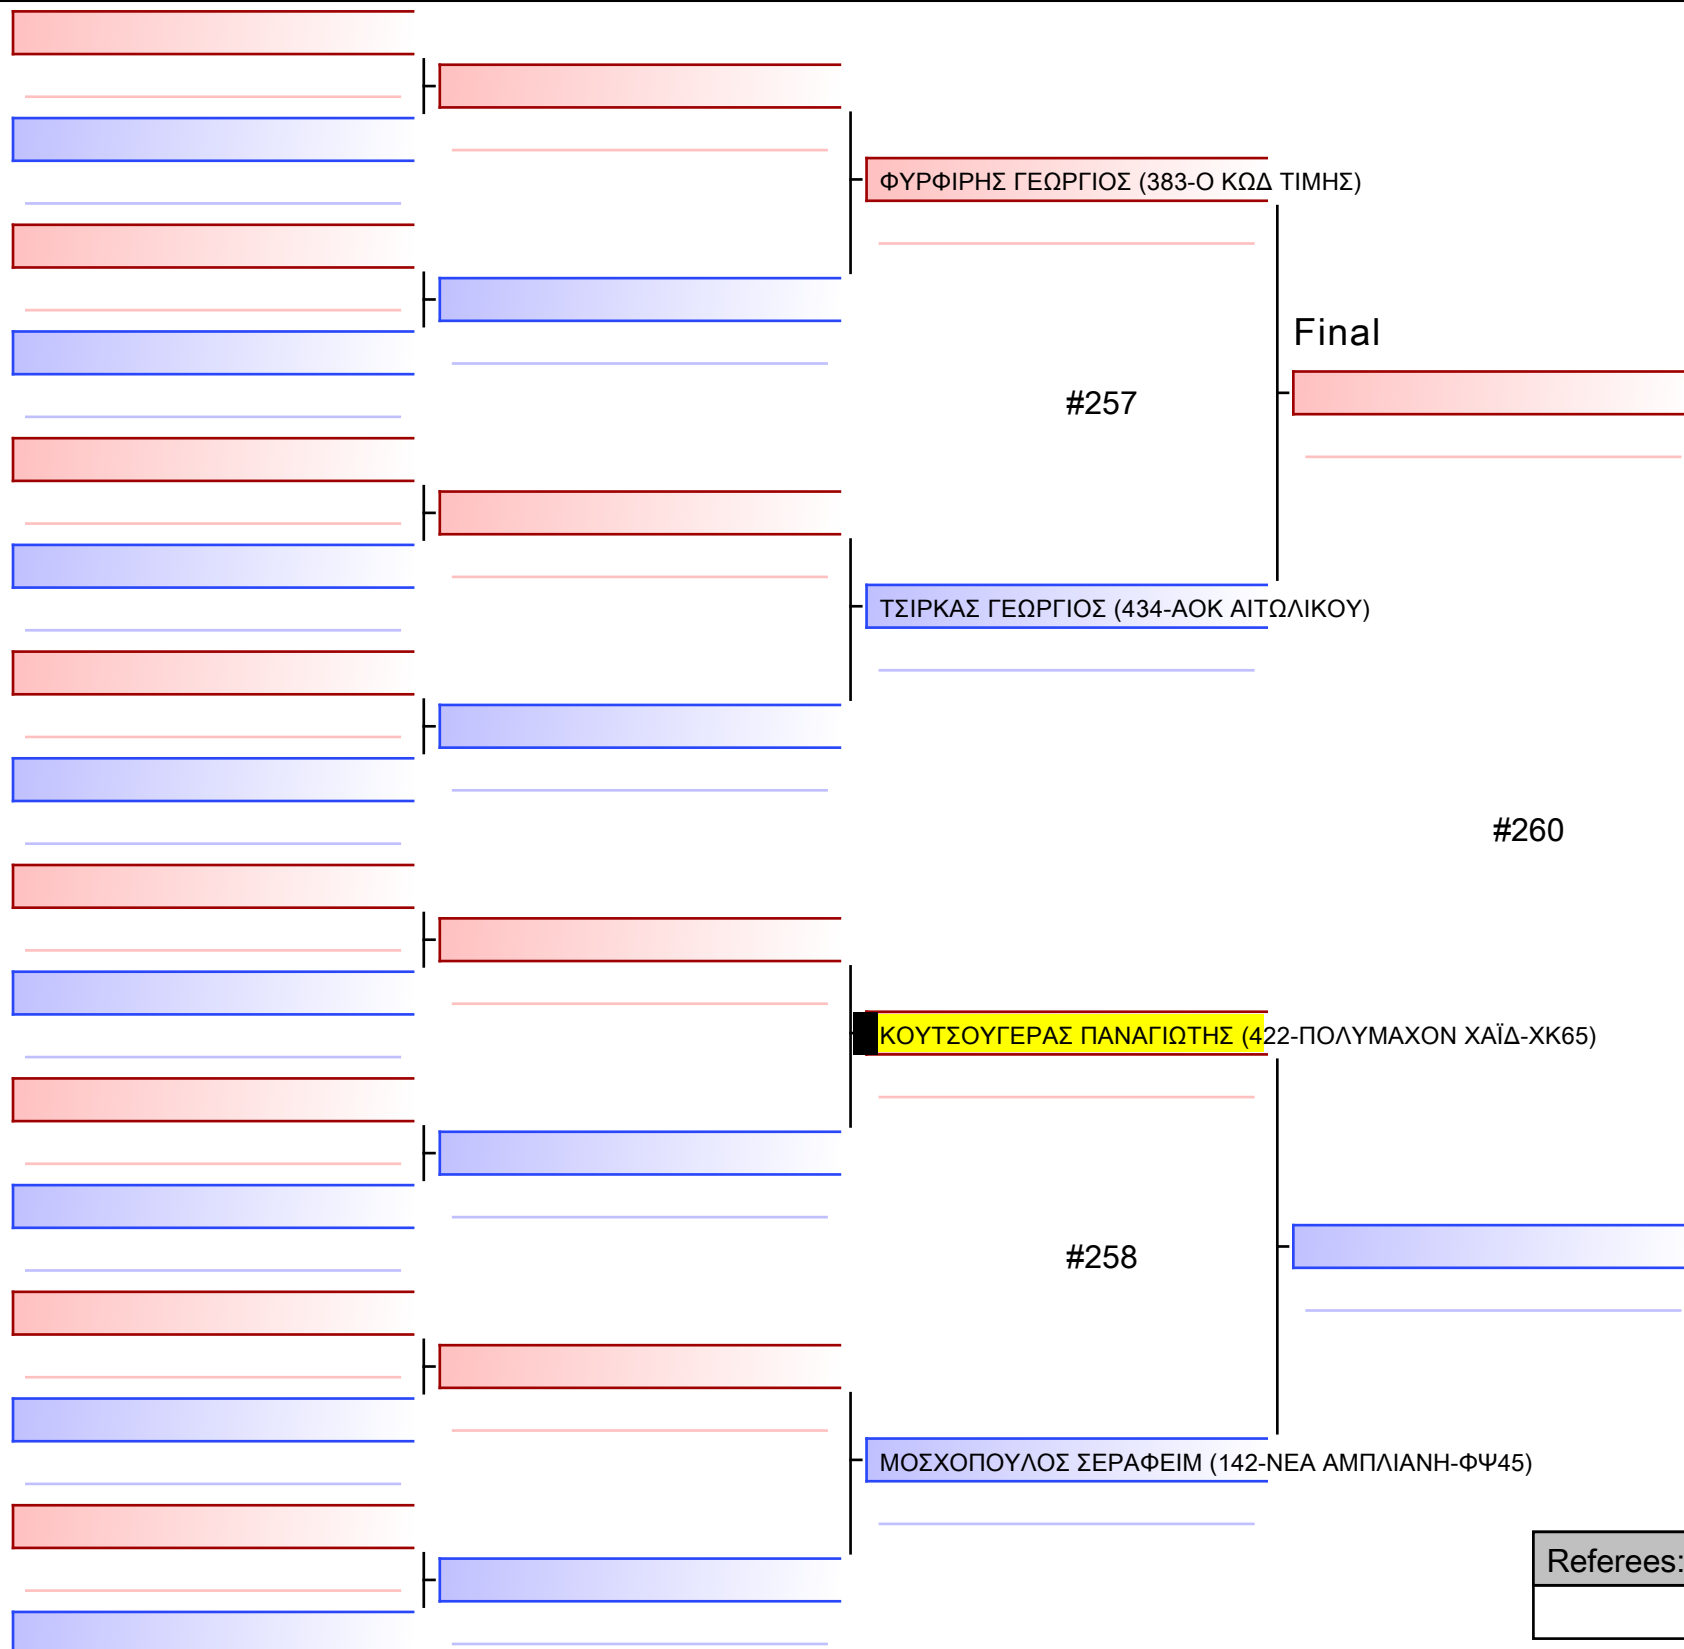 ΦΥΡΦΙΡΗΣ ΓΕΩΡΓΙΟΣ (383-Ο ΚΩΔ ΤΙΜΗΣ)
Final
#257
ΤΣΙΡΚΑΣ ΓΕΩΡΓΙΟΣ (434-ΑΟΚ ΑΙΤΩΛΙΚΟΥ)
#260
ΚΟΥΤΣΟΥΓΕΡΑΣ ΠΑΝΑΓΙΩΤΗΣ (422-ΠΟΛΥΜΑΧΟΝ ΧΑΪΔ-ΧΚ65)
#258
ΜΟΣΧΟΠΟΥΛΟΣ ΣΕΡΑΦΕΙΜ (142-ΝΕΑ ΑΜΠΛΙΑΝΗ-ΦΨ45)
Referees: